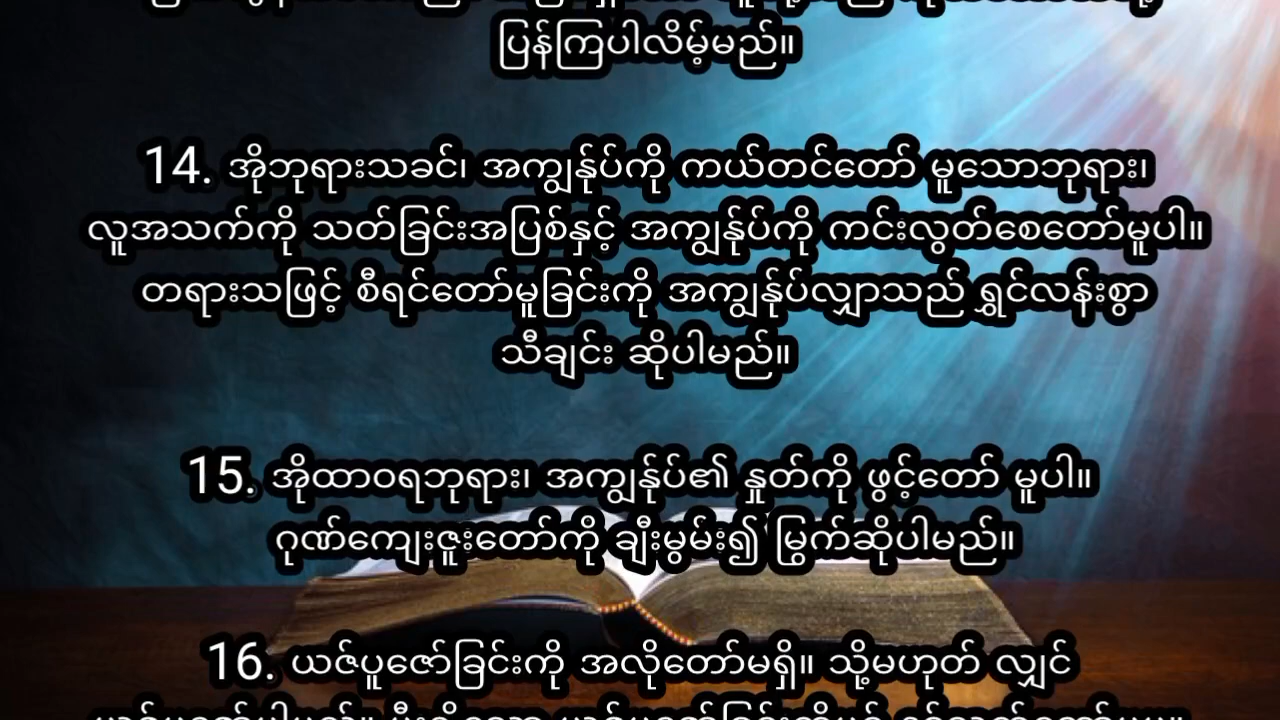 ပြန်ကြပါလိမ့်မည်။
14. အိုဘုရားသခင်၊ အကျွန်ုပ်ကို ကယ်တင်တော် မူသောဘုရား၊
လူအသက်ကို သတ်ခြင်းအပြစ်နှင့် အကျွန်ုပ်ကို ကင်းလွတ်စေတော်မူပါ။
တရားသဖြင့် စီရင်တော်မူခြင်းကို အကျွန်ုပ်လျှာသည် ရွှင်လန်းစွာ
သီချင်း ဆိုပါမည်။
15. အိုထာဝရဘုရား၊ အကျွန်ုပ်၏ နှုတ်ကို ဖွင့်တော် မူပါ။
ဂုဏ်ကျေးဇူးတော်ကို ချီးမွမ်း၍ မြွက်ဆိုပါမည်။
16. ယဇ်ပူဇော်ခြင်းကို အလိုတော်မရှိ။ သို့မဟုတ် လျှင်